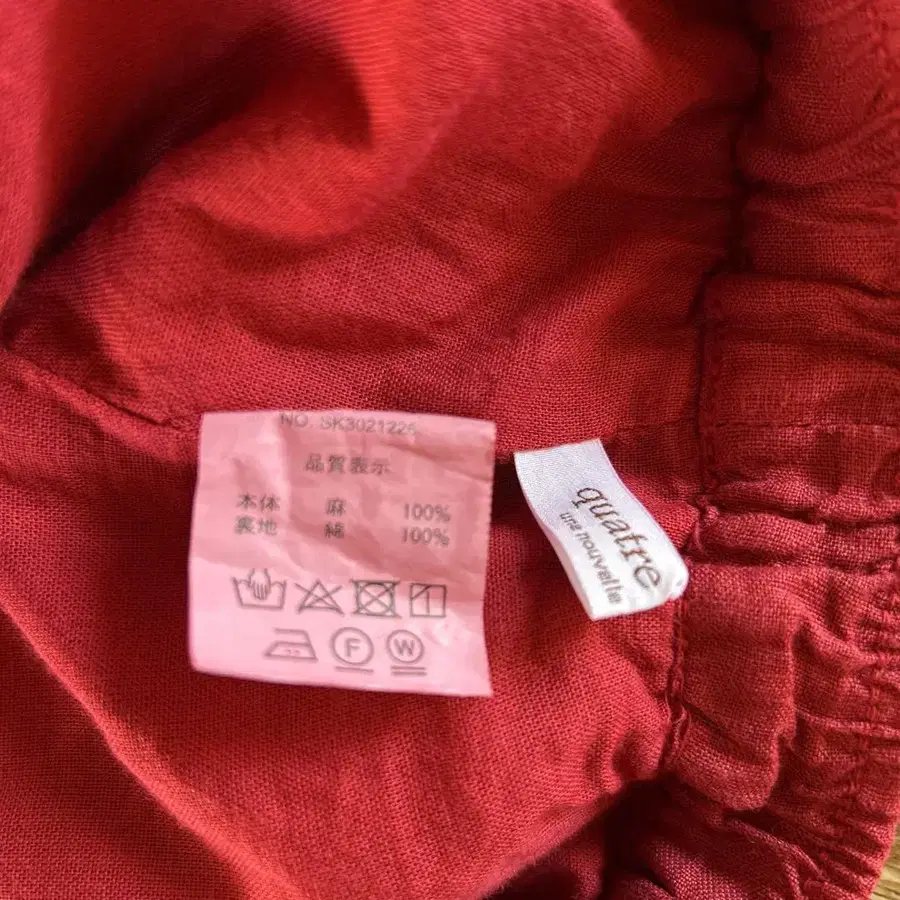 NO. SK3021226
品質表示
本体 麻 100%
裏地 綿 100%
F W
quatre
une nouvelle